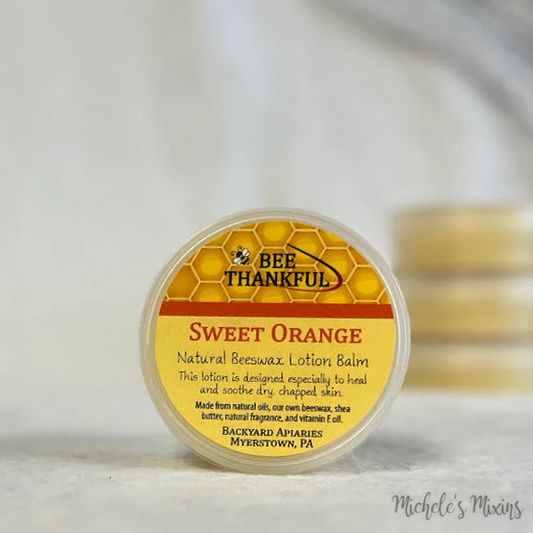 BEE
THANKFUL
SWEET ORANGE
Natural Beeswax Lotion Balm
This lotion is designed especially to heal
and soothe dry, chapped skin.
Made from natural oils, our own beeswax, shea
butter, natural fragrance, and vitamin E oil.
BACKYARD APIARIES
MYERSTOWN, PA
Michele's Mixins